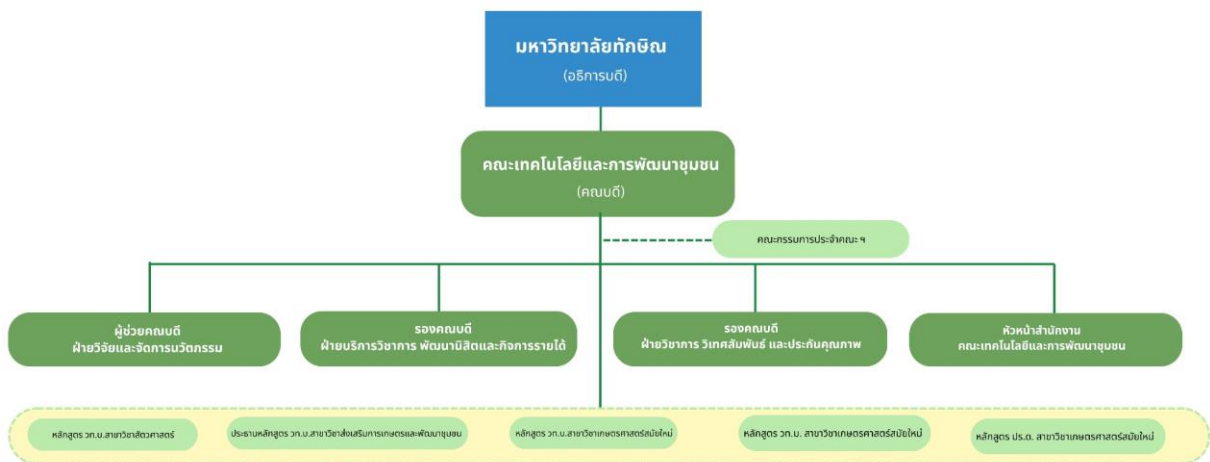 มหาวิทยาลัยทักษิณ
(อธิการบดี)
คณะเทคโนโลยีและการพัฒนาชุมชน
(คณบดี)
คณะกรรมการประจำคณะ ฯ
ผู้ช่วยคณบดี
ฝ่ายวิจัยและจัดการนวัตกรรม
รองคณบดี
ฝ่ายบริการวิชาการ พัฒนานิสิตและกิจการรายได้
รองคณบดี
ฝ่ายวิชาการ วิเทศสัมพันธ์ และประกันคุณภาพ
หัวหน้าสำนักงาน
คณะเทคโนโลยีและการพัฒนาชุมชน
หลักสูตร วท.บ.สาขาวิชาสัตวศาสตร์
ประธานหลักสูตร วท.บ.สาขาวิชาส่งเสริมการเกษตรและพัฒนาชุมชน
หลักสูตร วท.บ.สาขาวิชาเกษตรศาสตร์สมัยใหม่
หลักสูตร วท.ม. สาขาวิชาเกษตรศาสตร์สมัยใหม่
หลักสูตร ปร.ด. สาขาวิชาเกษตรศาสตร์สมัยใหม่